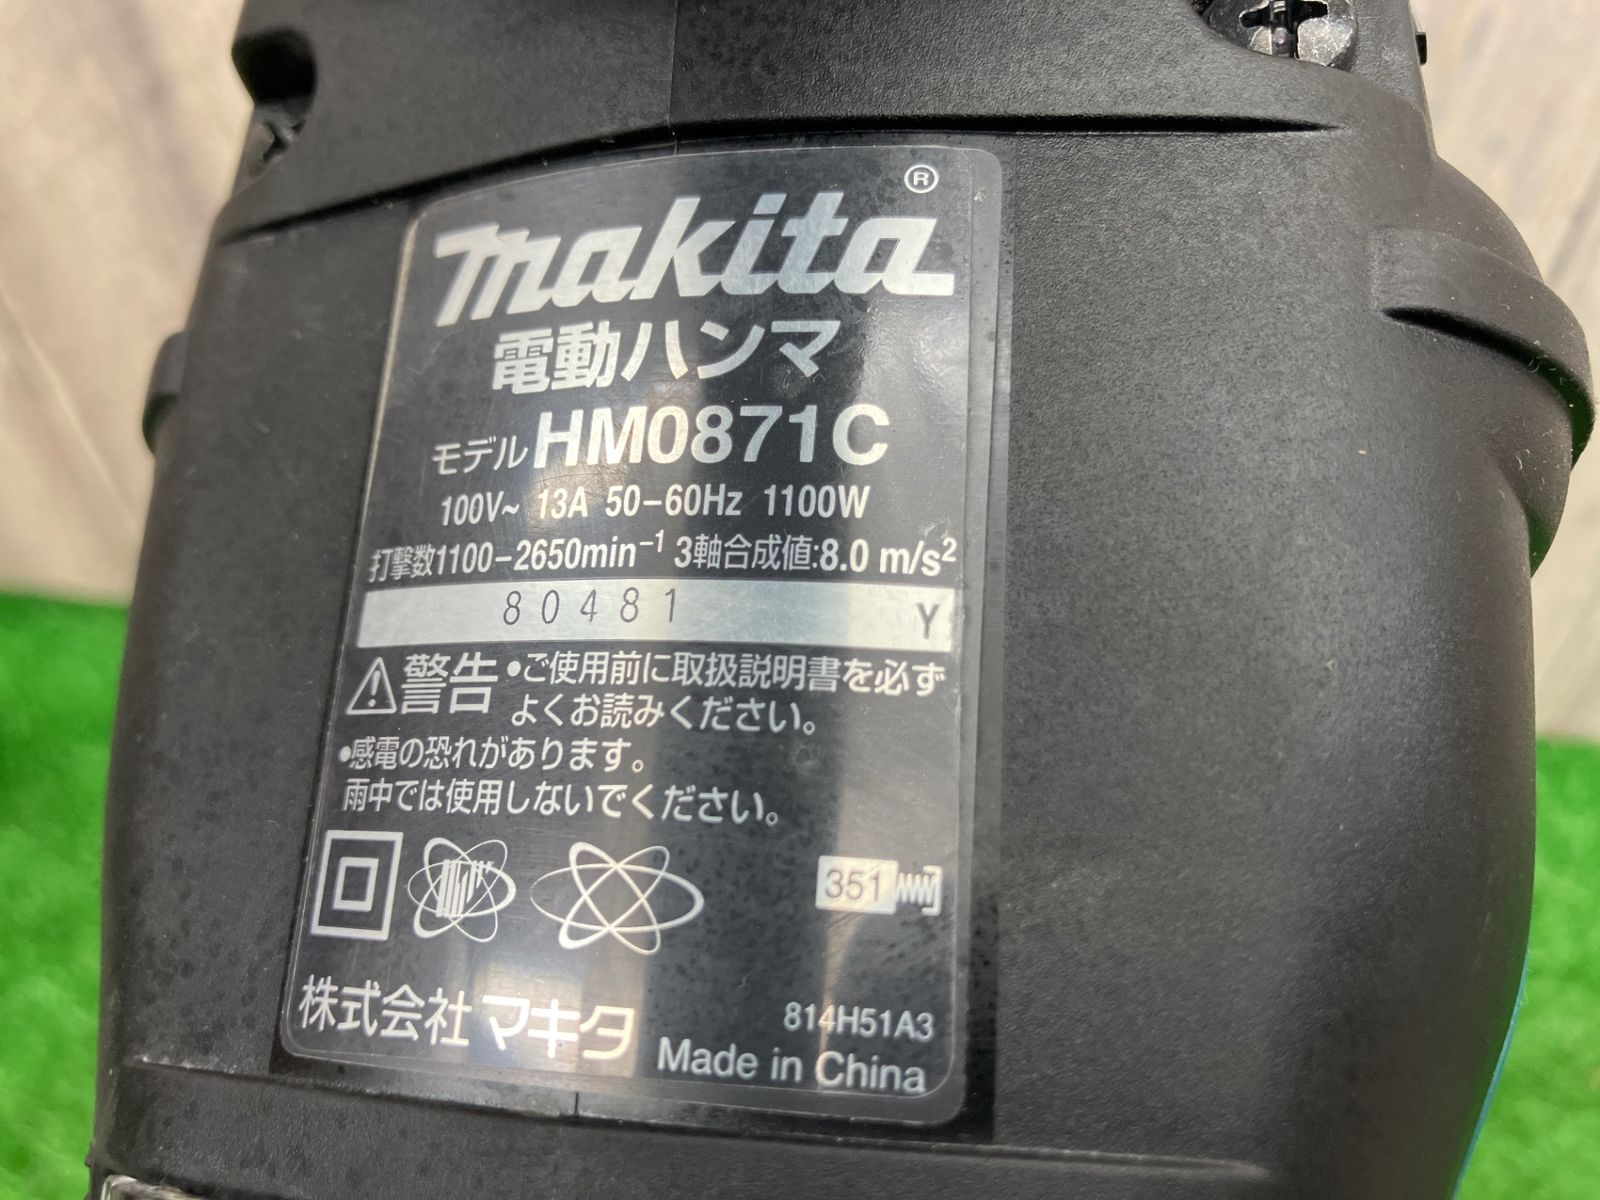 makita®
電動ハンマ
モデル HM0871C
100V~ 13A 50-60Hz 1100W
打撃数1100-2650min⁻¹ 3軸合成値:8.0 m/s²
80481 Y
⚠警告 •ご使用前に取扱説明書を必ず
よくお読みください。
•感電の恐れがあります。
雨中では使用しないでください。
351
株式会社マキタ
814H51A3
Made in China